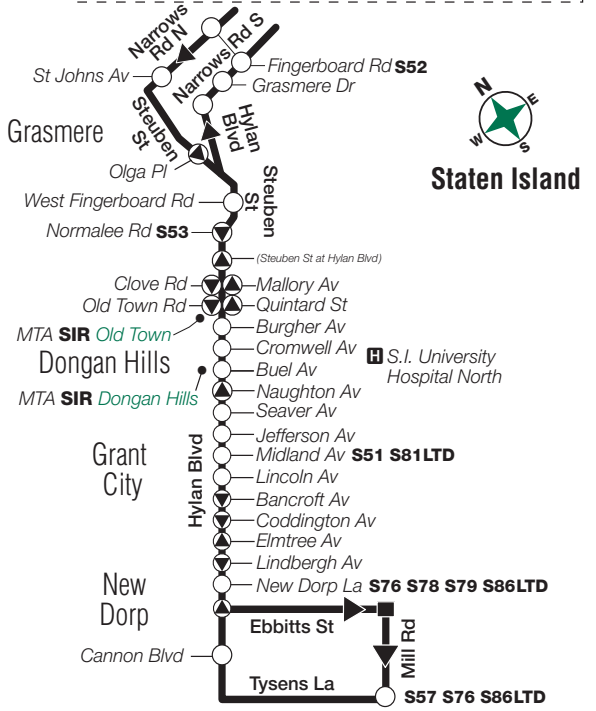 Narrows
Rd N
Narrows Rd S
St Johns Av
Fingerboard Rd S52
Grasmere Dr
Steuben
St
Hylan
Blvd
N
E
W
S
Staten Island
Grasmere
Olga Pl
West Fingerboard Rd
Steuben
St
Normalee Rd S53
(Steuben St at Hylan Blvd)
Clove Rd
Mallory Av
Old Town Rd
Quintard St
MTA SIR Old Town
Burgher Av
Dongan Hills
Cromwell Av
H S.I. University
Hospital North
Buel Av
MTA SIR Dongan Hills
Naughton Av
Seaver Av
Jefferson Av
Grant
City
Midland Av S51 S81LTD
Lincoln Av
Hylan Blvd
Bancroft Av
Coddington Av
Elmtree Av
Lindbergh Av
New
Dorp
New Dorp La S76 S78 S79 S86LTD
Ebbitts St
Mill Rd
Cannon Blvd
Tysens La
S57 S76 S86LTD